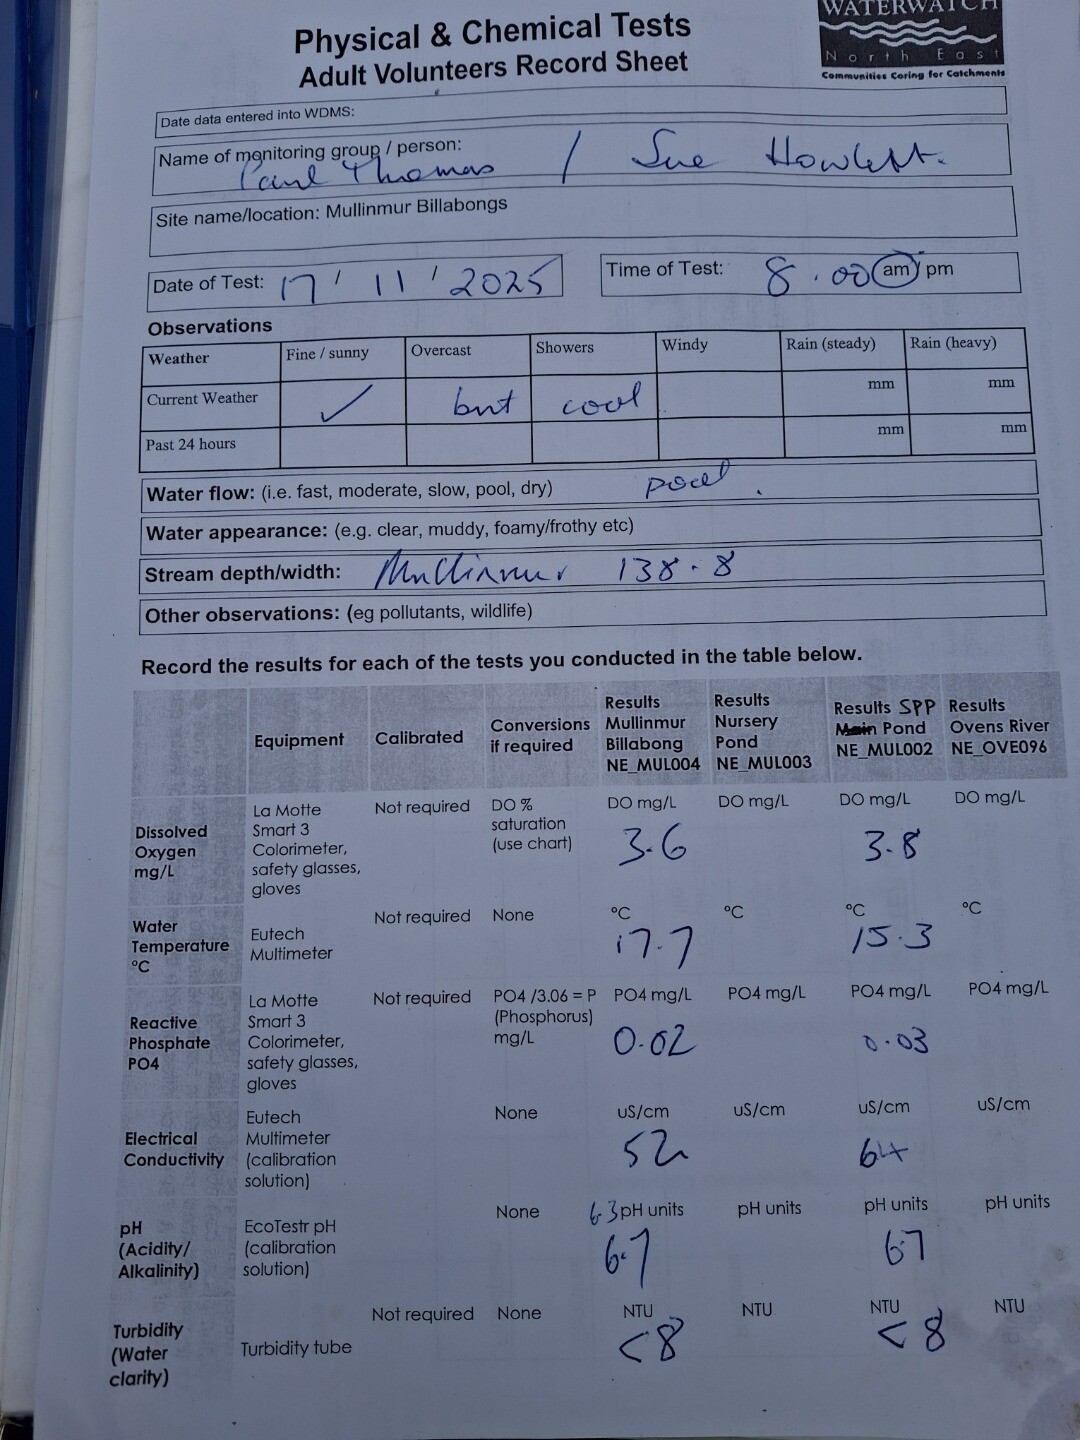 WATERWATCH
North East
Communities Caring for Catchments
Physical & Chemical Tests
Adult Volunteers Record Sheet
Date data entered into WDMS:
Name of monitoring group / person:
Paul Thomas / Sue Howlett.
Site name/location: Mullinmur Billabongs
Date of Test: 17 / 11 / 2025
Time of Test: 8.00 am / pm
Observations
Weather Fine / sunny Overcast Showers Windy Rain (steady) Rain (heavy)
Current Weather ✓ but cool mm mm
Past 24 hours mm mm
Water flow: (i.e. fast, moderate, slow, pool, dry) pool.
Water appearance: (e.g. clear, muddy, foamy/frothy etc)
Stream depth/width: Mullinmur 138.8
Other observations: (eg pollutants, wildlife)
Record the results for each of the tests you conducted in the table below.
Equipment
Calibrated
Conversions
if required
Results
Mullinmur
Billabong
NE_MUL004
Results
Nursery
Pond
NE_MUL003
Results SPP
Main Pond
NE_MUL002
Results
Ovens River
NE_OVE096
Dissolved
Oxygen
mg/L
La Motte
Smart 3
Colorimeter,
safety glasses,
gloves
Not required
DO %
saturation
(use chart)
DO mg/L
3.6
DO mg/L
DO mg/L
3.8
DO mg/L
Water
Temperature
°C
Eutech
Multimeter
Not required
None
°C
17.7
°C
°C
15.3
°C
Reactive
Phosphate
PO4
La Motte
Smart 3
Colorimeter,
safety glasses,
gloves
Not required
PO4 /3.06 = P
(Phosphorus)
mg/L
PO4 mg/L
0.02
PO4 mg/L
PO4 mg/L
0.03
PO4 mg/L
Electrical
Conductivity
Eutech
Multimeter
(calibration
solution)
None
uS/cm
52
uS/cm
uS/cm
64
uS/cm
pH
(Acidity/
Alkalinity)
EcoTestr pH
(calibration
solution)
None
6.3 pH units
6.7
pH units
pH units
6.7
pH units
Turbidity
(Water
clarity)
Turbidity tube
Not required
None
NTU
<8
NTU
NTU
<8
NTU